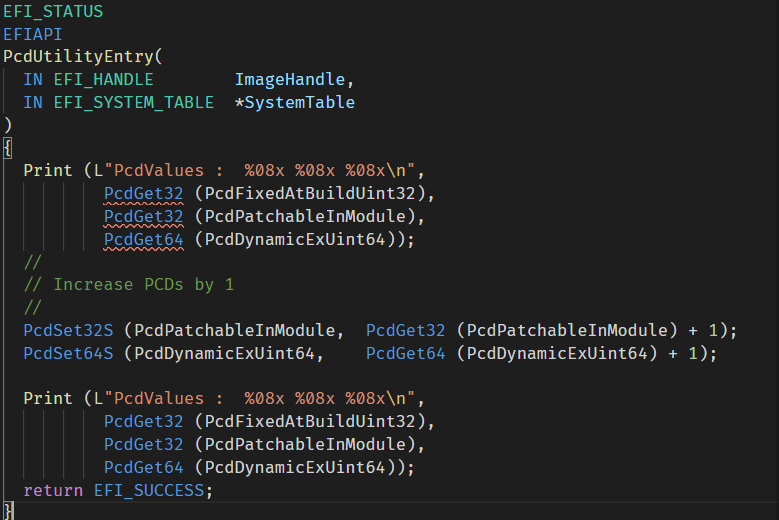 EFI_STATUS
EFIAPI
PcdUtilityEntry(
  IN EFI_HANDLE        ImageHandle,
  IN EFI_SYSTEM_TABLE  *SystemTable
)
{
  Print (L"PcdValues :  %08x %08x %08x\n",
          PcdGet32 (PcdFixedAtBuildUint32),
          PcdGet32 (PcdPatchableInModule),
          PcdGet64 (PcdDynamicExUint64));
  //
  // Increase PCDs by 1
  //
  PcdSet32S (PcdPatchableInModule,  PcdGet32 (PcdPatchableInModule) + 1);
  PcdSet64S (PcdDynamicExUint64,    PcdGet64 (PcdDynamicExUint64) + 1);
  Print (L"PcdValues :  %08x %08x %08x\n",
          PcdGet32 (PcdFixedAtBuildUint32),
          PcdGet32 (PcdPatchableInModule),
          PcdGet64 (PcdDynamicExUint64));
  return EFI_SUCCESS;
}